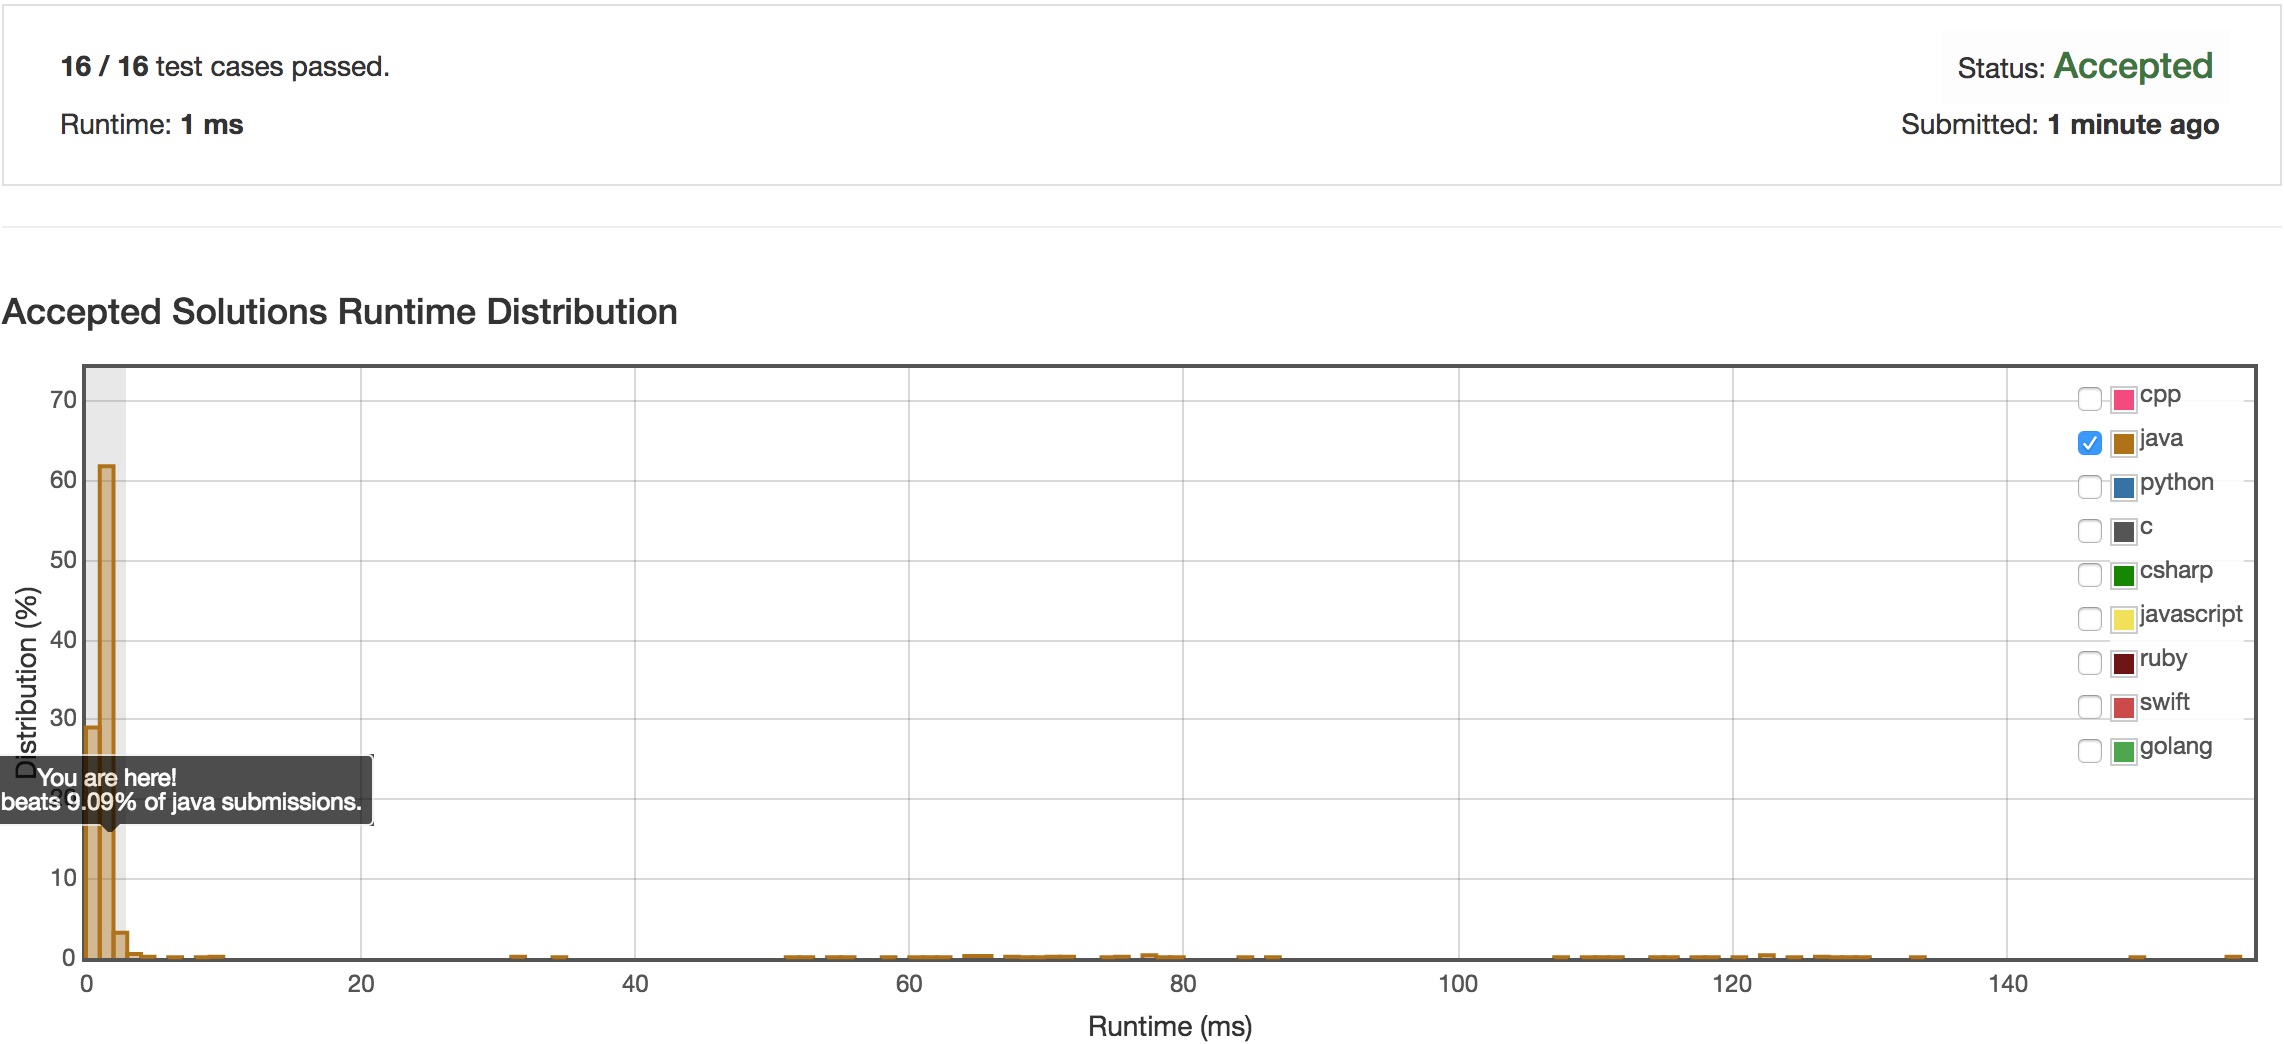 16 / 16 test cases passed.
Status: Accepted
Runtime: 1 ms
Submitted: 1 minute ago
Accepted Solutions Runtime Distribution
70
60
50
40
30
20
10
0
Distribution (%)
You are here!
beats 9.09% of java submissions.
cpp
java
python
c
csharp
javascript
ruby
swift
golang
0 20 40 60 80 100 120 140
Runtime (ms)